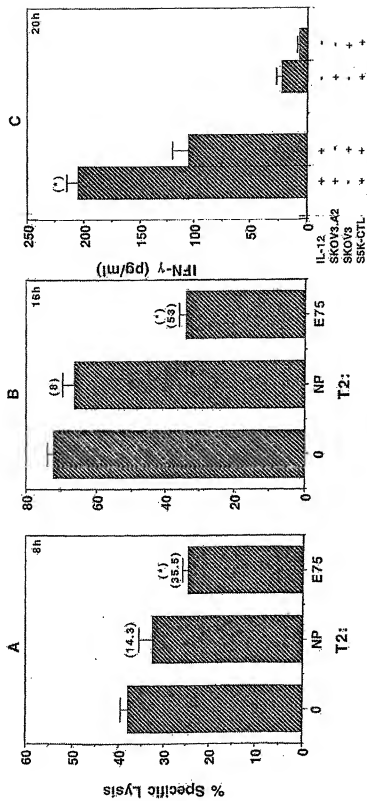 A
8h
% Specific Lysis
60
50
40
30
20
10
0
(14.3)
(*)
(35.5)
0 NP E75
T2:
B
16h
80
60
40
20
0
(8)
(*)
(53)
0 NP E75
T2:
C
20h
IFN-γ (pg/ml)
250
200
150
100
50
0
(*)
IL-12 + + - -
SKOV3.A2 + - + -
SKOV3 - + - +
S5K-CTL + + + +